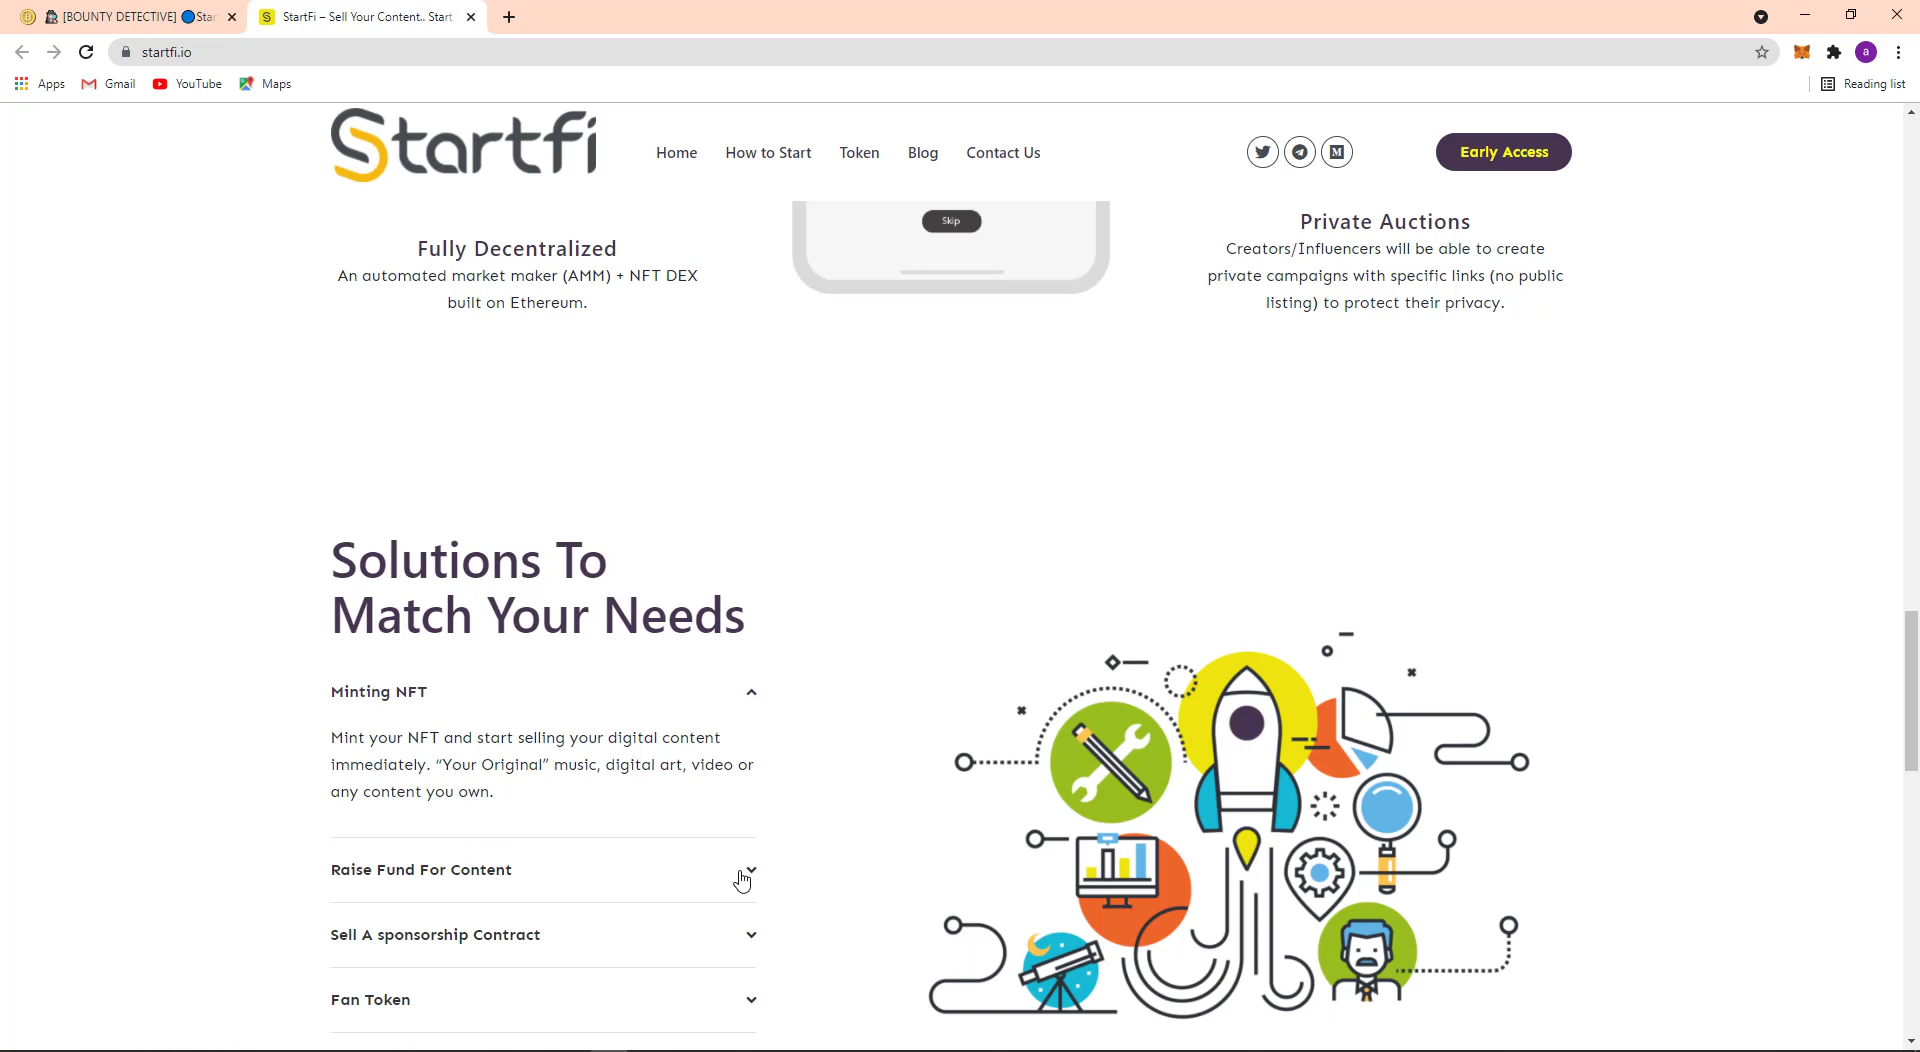 [BOUNTY DETECTIVE] 🔵Star
StartFi – Sell Your Content.. Start
startfi.io
a
Apps
Gmail
YouTube
Maps
Reading list
Startfi
Home
How to Start
Token
Blog
Contact Us
Early Access
Skip
Fully Decentralized
An automated market maker (AMM) + NFT DEX
built on Ethereum.
Private Auctions
Creators/Influencers will be able to create
private campaigns with specific links (no public
listing) to protect their privacy.
Solutions To
Match Your Needs
Minting NFT
Mint your NFT and start selling your digital content
immediately. “Your Original” music, digital art, video or
any content you own.
Raise Fund For Content
Sell A sponsorship Contract
Fan Token